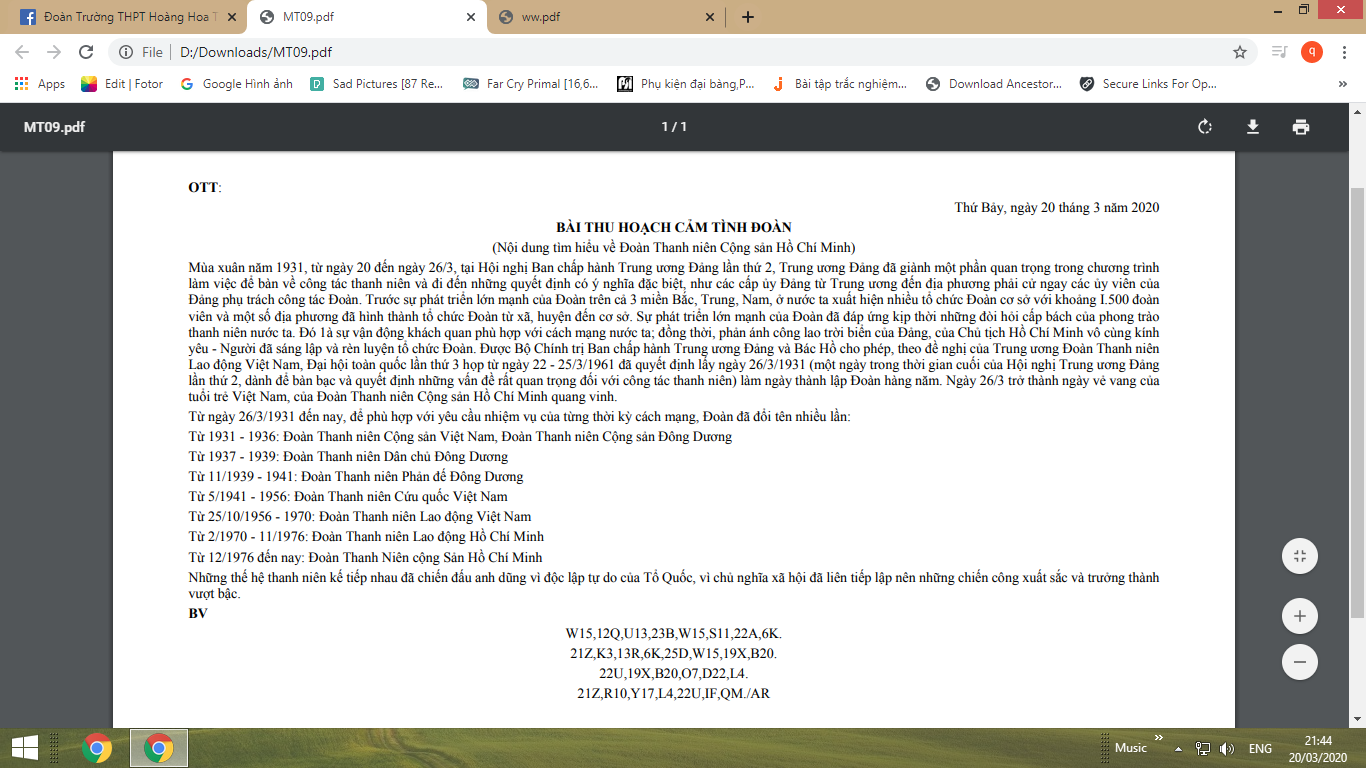 Đoàn Trường THPT Hoàng Hoa T
MT09.pdf
ww.pdf
File
D:/Downloads/MT09.pdf
q
Apps
Edit | Fotor
Google Hình ảnh
Sad Pictures [87 Re...
Far Cry Primal [16,6...
Phụ kiện đại bàng,P...
Bài tập trắc nghiệm...
Download Ancestor...
Secure Links For Op...
»
MT09.pdf
1 / 1
OTT:
Thứ Bảy, ngày 20 tháng 3 năm 2020
BÀI THU HOẠCH CẢM TÌNH ĐOÀN
(Nội dung tìm hiểu về Đoàn Thanh niên Cộng sản Hồ Chí Minh)
Mùa xuân năm 1931, từ ngày 20 đến ngày 26/3, tại Hội nghị Ban chấp hành Trung ương Đảng lần thứ 2, Trung ương Đảng đã giành một phần quan trọng trong chương trình
làm việc để bàn về công tác thanh niên và đi đến những quyết định có ý nghĩa đặc biệt, như các cấp ủy Đảng từ Trung ương đến địa phương phải cử ngay các ủy viên của
Đảng phụ trách công tác Đoàn. Trước sự phát triển lớn mạnh của Đoàn trên cả 3 miền Bắc, Trung, Nam, ở nước ta xuất hiện nhiều tổ chức Đoàn cơ sở với khoảng I.500 đoàn
viên và một số địa phương đã hình thành tổ chức Đoàn từ xã, huyện đến cơ sở. Sự phát triển lớn mạnh của Đoàn đã đáp ứng kịp thời những đòi hỏi cấp bách của phong trào
thanh niên nước ta. Đó 1à sự vận động khách quan phù hợp với cách mạng nước ta; đồng thời, phản ánh công lao trời biển của Đảng, của Chủ tịch Hồ Chí Minh vô cùng kính
yêu - Người đã sáng lập và rèn luyện tổ chức Đoàn. Được Bộ Chính trị Ban chấp hành Trung ương Đảng và Bác Hồ cho phép, theo đề nghị của Trung ương Đoàn Thanh niên
Lao động Việt Nam, Đại hội toàn quốc lần thứ 3 họp từ ngày 22 - 25/3/1961 đã quyết định lấy ngày 26/3/1931 (một ngày trong thời gian cuối của Hội nghị Trung ương Đảng
lần thứ 2, dành để bàn bạc và quyết định những vấn đề rất quan trọng đối với công tác thanh niên) làm ngày thành lập Đoàn hàng năm. Ngày 26/3 trở thành ngày vẻ vang của
tuổi trẻ Việt Nam, của Đoàn Thanh niên Cộng sản Hồ Chí Minh quang vinh.
Từ ngày 26/3/1931 đến nay, để phù hợp với yêu cầu nhiệm vụ của từng thời kỳ cách mạng, Đoàn đã đổi tên nhiều lần:
Từ 1931 - 1936: Đoàn Thanh niên Cộng sản Việt Nam, Đoàn Thanh niên Cộng sản Đông Dương
Từ 1937 - 1939: Đoàn Thanh niên Dân chủ Đông Dương
Từ 11/1939 - 1941: Đoàn Thanh niên Phản đế Đông Dương
Từ 5/1941 - 1956: Đoàn Thanh niên Cứu quốc Việt Nam
Từ 25/10/1956 - 1970: Đoàn Thanh niên Lao động Việt Nam
Từ 2/1970 - 11/1976: Đoàn Thanh niên Lao động Hồ Chí Minh
Từ 12/1976 đến nay: Đoàn Thanh Niên cộng Sản Hồ Chí Minh
Những thế hệ thanh niên kế tiếp nhau đã chiến đấu anh dũng vì độc lập tự do của Tổ Quốc, vì chủ nghĩa xã hội đã liên tiếp lập nên những chiến công xuất sắc và trưởng thành
vượt bậc.
BV
W15,12Q,U13,23B,W15,S11,22A,6K.
21Z,K3,13R,6K,25D,W15,19X,B20.
22U,19X,B20,O7,D22,L4.
21Z,R10,Y17,L4,22U,IF,QM./AR
Music
»
ENG
21:44
20/03/2020